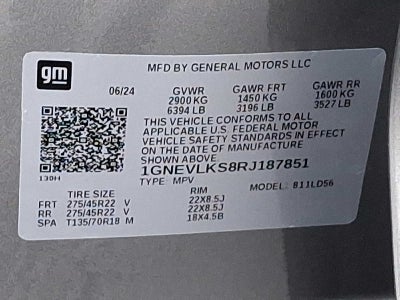 gm
MFD BY GENERAL MOTORS LLC
06/24 GVWR GAWR FRT GAWR RR
2900 KG 1450 KG 1600 KG
6394 LB 3196 LB 3527 LB
THIS VEHICLE CONFORMS TO ALL
APPLICABLE U.S. FEDERAL MOTOR
VEHICLE SAFETY STANDARDS IN EFFECT
ON THE DATE OF MANUFACTURE
SHOWN ABOVE.
1GNEVLKS8RJ187851
130H
TYPE: MPV MODEL: 811LD56
TIRE SIZE RIM
FRT 275/45R22 V 22X8.5J
RR 275/45R22 V 22X8.5J
SPA T135/70R18 M 18X4.5B